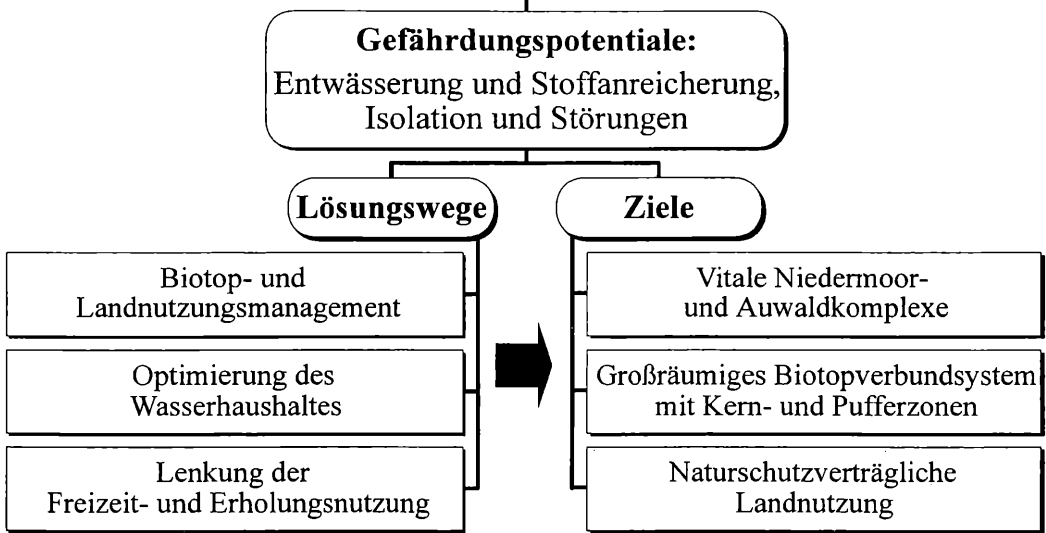 Gefährdungspotentiale:
Entwässerung und Stoffanreicherung,
Isolation und Störungen
Lösungswege
Ziele
Biotop- und
Landnutzungsmanagement
Optimierung des
Wasserhaushaltes
Lenkung der
Freizeit- und Erholungsnutzung
Vitale Niedermoor-
und Auwaldkomplexe
Großräumiges Biotopverbundsystem
mit Kern- und Pufferzonen
Naturschutzverträgliche
Landnutzung